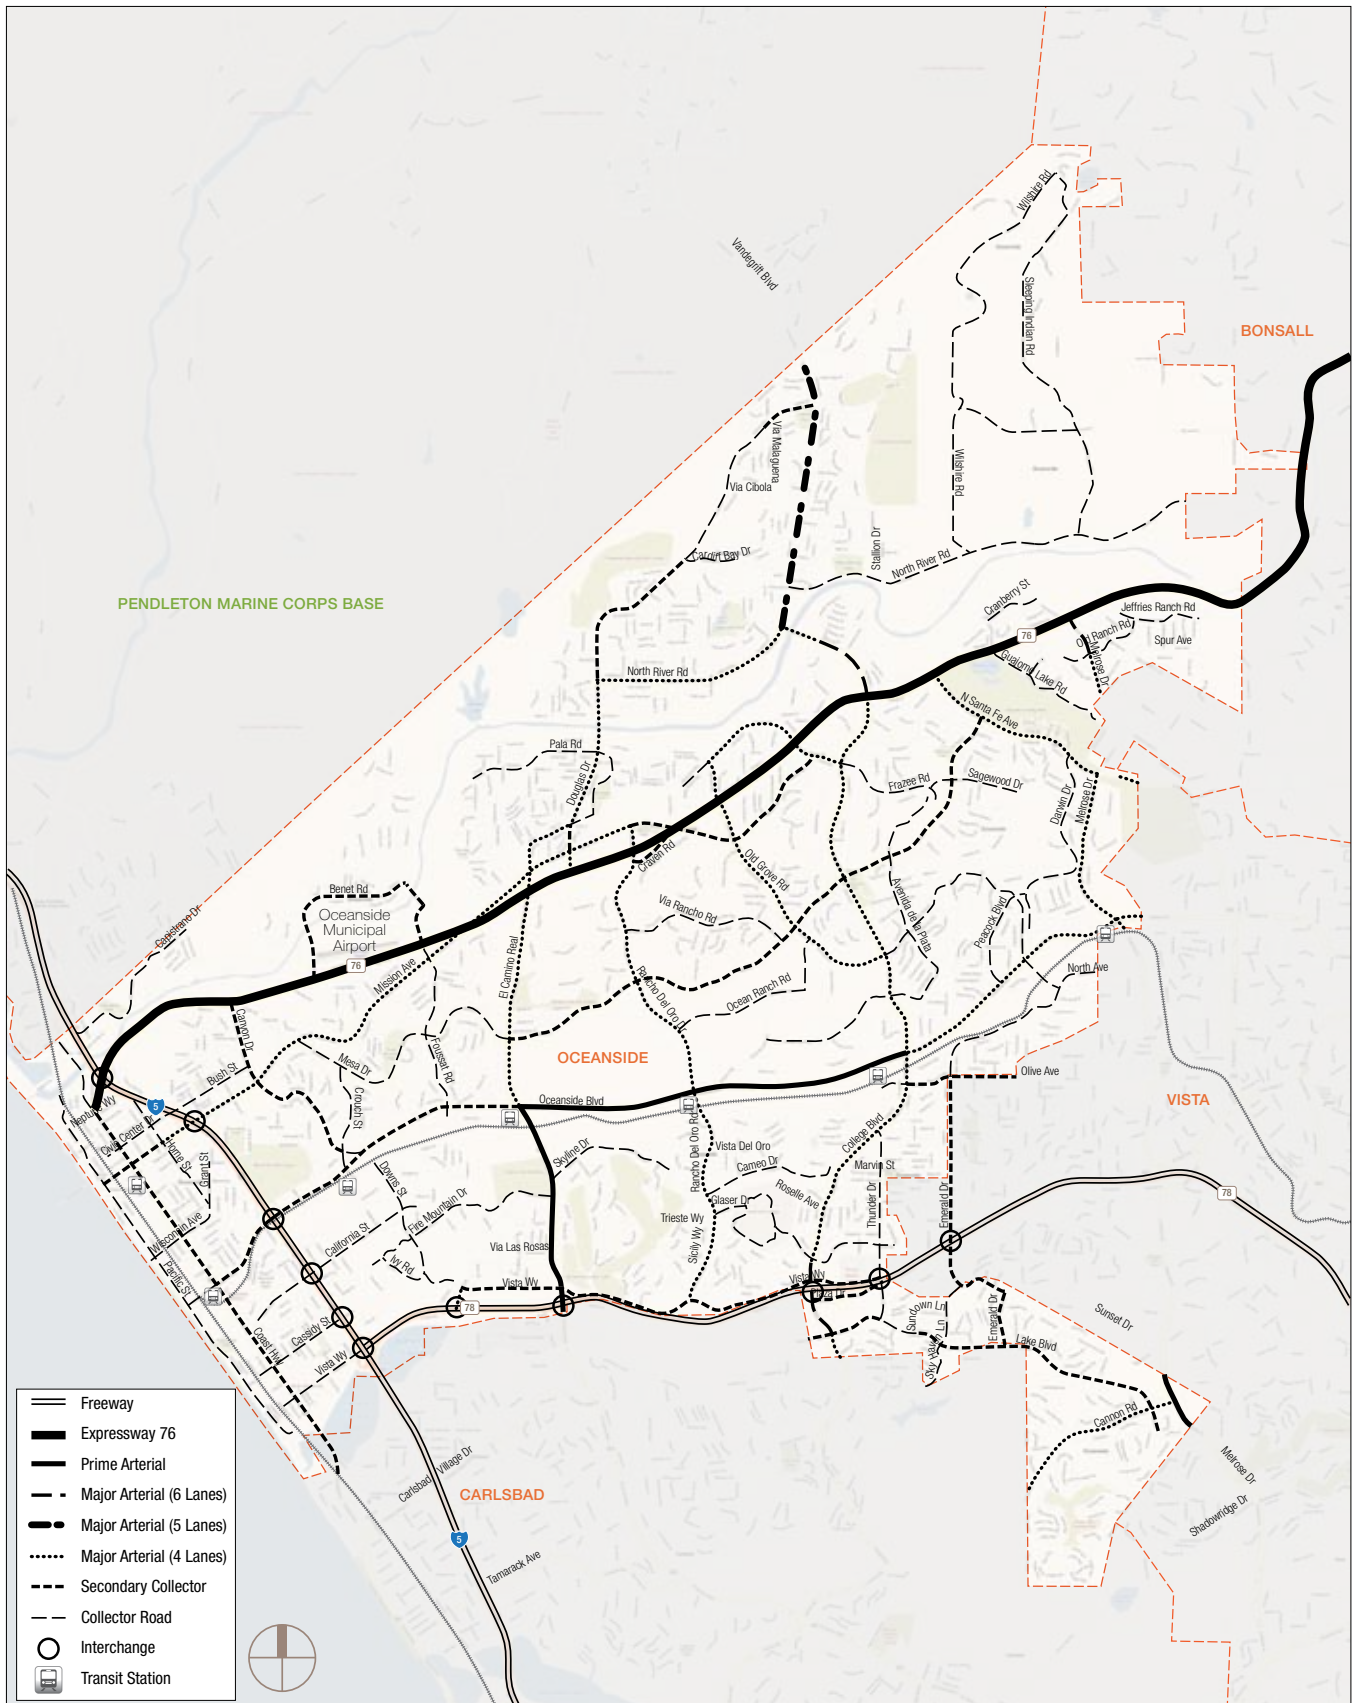 Wilshire Rd
Vandegrift Blvd
Sleeping Indian Rd
BONSALL
Via Malaguena
Wilshire Rd
Via Cibola
Stallion Dr
Cardiff Bay Dr
North River Rd
PENDLETON MARINE CORPS BASE
Cranberry St
Jeffries Ranch Rd
76
Old Ranch Rd
Spur Ave
Melrose Dr
Guajome Lake Rd
North River Rd
N Santa Fe Ave
Pala Rd
Douglas Dr
Frazee Rd
Sagewood Dr
Darwin Dr
Melrose Dr
Craven Rd
Old Grove Rd
Benet Rd
Oceanside
Municipal
Airport
Capistrano Dr
Via Rancho Rd
Avenida de la Plata
Peacock Blvd
76
Mission Ave
El Camino Real
Rancho Del Oro Dr
Ocean Ranch Rd
North Ave
Canyon Dr
Foussat Rd
OCEANSIDE
Mesa Dr
Bush St
Crouch St
Olive Ave
VISTA
Neptune Wy
5
Oceanside Blvd
Civic Center Dr
Rancho Del Oro Rd
College Blvd
Horne St
Grant St
Skyline Dr
Vista Del Oro
Cameo Dr
Marvin St
Downs St
Fire Mountain Dr
Glaser Dr
Roselle Ave
Thunder Dr
Emerald Dr
78
Wisconsin Ave
California St
Trieste Wy
Sicily Wy
Via Las Rosas
Ivy Rd
Pacific St
Vista Wy
Vista Wy
Plaza Dr
78
Cassidy St
Coast Hwy
Vista Wy
Sundown Ln
Sky Haven Ln
Emerald Dr
Lake Blvd
Sunset Dr
Cannon Rd
Melrose Dr
Shadowridge Dr
Carlsbad Village Dr
CARLSBAD
5
Tamarack Ave
Freeway
Expressway 76
Prime Arterial
Major Arterial (6 Lanes)
Major Arterial (5 Lanes)
Major Arterial (4 Lanes)
Secondary Collector
Collector Road
Interchange
Transit Station